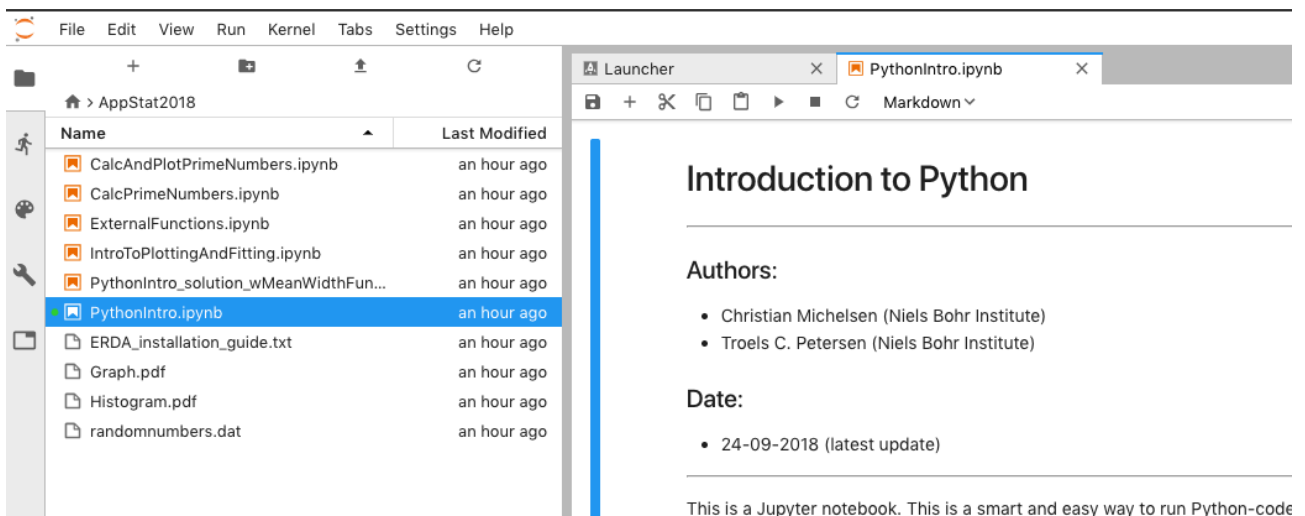 File Edit View Run Kernel Tabs Settings Help
> AppStat2018
Name Last Modified
CalcAndPlotPrimeNumbers.ipynb an hour ago
CalcPrimeNumbers.ipynb an hour ago
ExternalFunctions.ipynb an hour ago
IntroToPlottingAndFitting.ipynb an hour ago
PythonIntro_solution_wMeanWidthFun... an hour ago
PythonIntro.ipynb an hour ago
ERDA_installation_guide.txt an hour ago
Graph.pdf an hour ago
Histogram.pdf an hour ago
randomnumbers.dat an hour ago
Launcher PythonIntro.ipynb
Markdown
Introduction to Python
Authors:
• Christian Michelsen (Niels Bohr Institute)
• Troels C. Petersen (Niels Bohr Institute)
Date:
• 24-09-2018 (latest update)
This is a Jupyter notebook. This is a smart and easy way to run Python-code